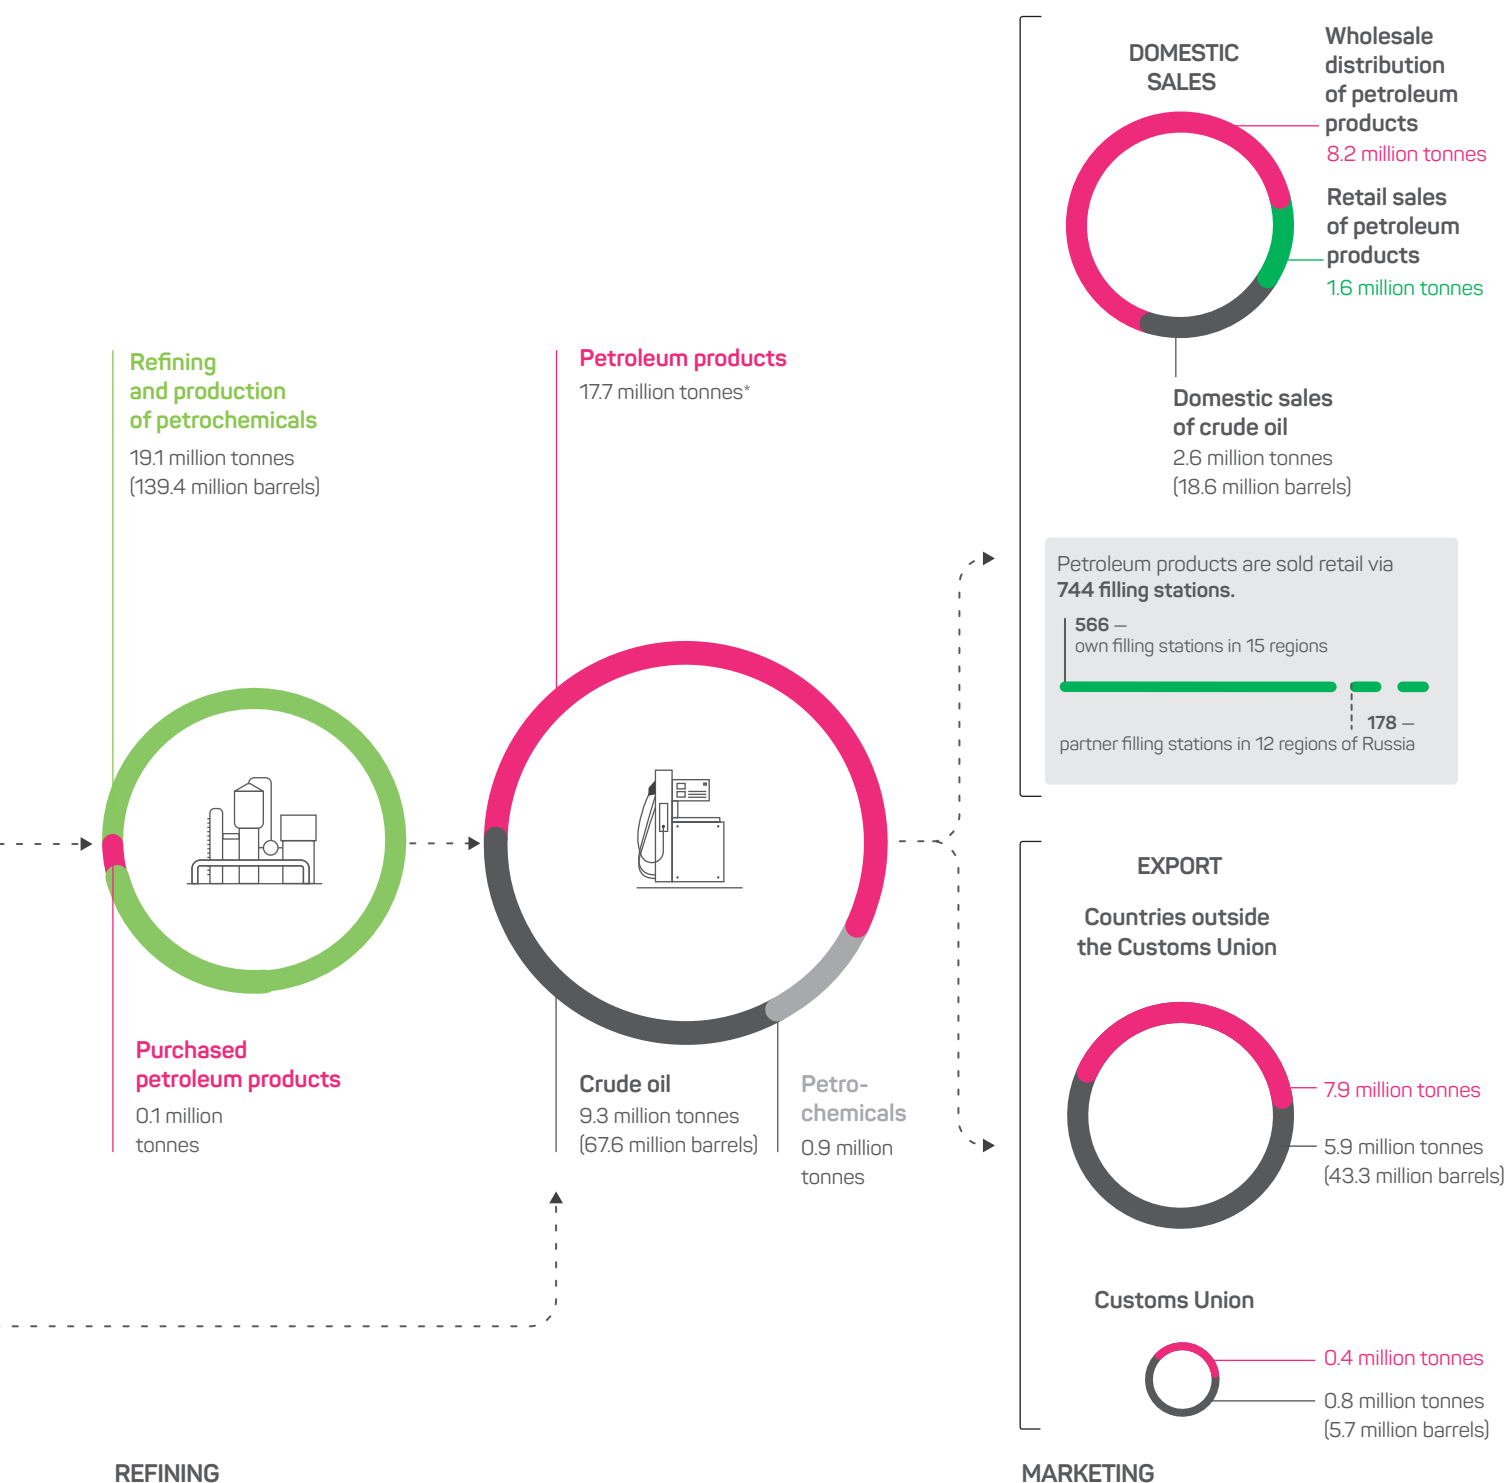 Refining
and production
of petrochemicals
19.1 million tonnes
(139.4 million barrels)
Purchased
petroleum products
0.1 million
tonnes
Petroleum products
17.7 million tonnes*
Crude oil
9.3 million tonnes
(67.6 million barrels)
Petro-
chemicals
0.9 million
tonnes
DOMESTIC
SALES
Wholesale
distribution
of petroleum
products
8.2 million tonnes
Retail sales
of petroleum
products
1.6 million tonnes
Domestic sales
of crude oil
2.6 million tonnes
(18.6 million barrels)
Petroleum products are sold retail via
744 filling stations.
566 —
own filling stations in 15 regions
178 —
partner filling stations in 12 regions of Russia
EXPORT
Countries outside
the Customs Union
7.9 million tonnes
5.9 million tonnes
(43.3 million barrels)
Customs Union
0.4 million tonnes
0.8 million tonnes
(5.7 million barrels)
REFINING
MARKETING